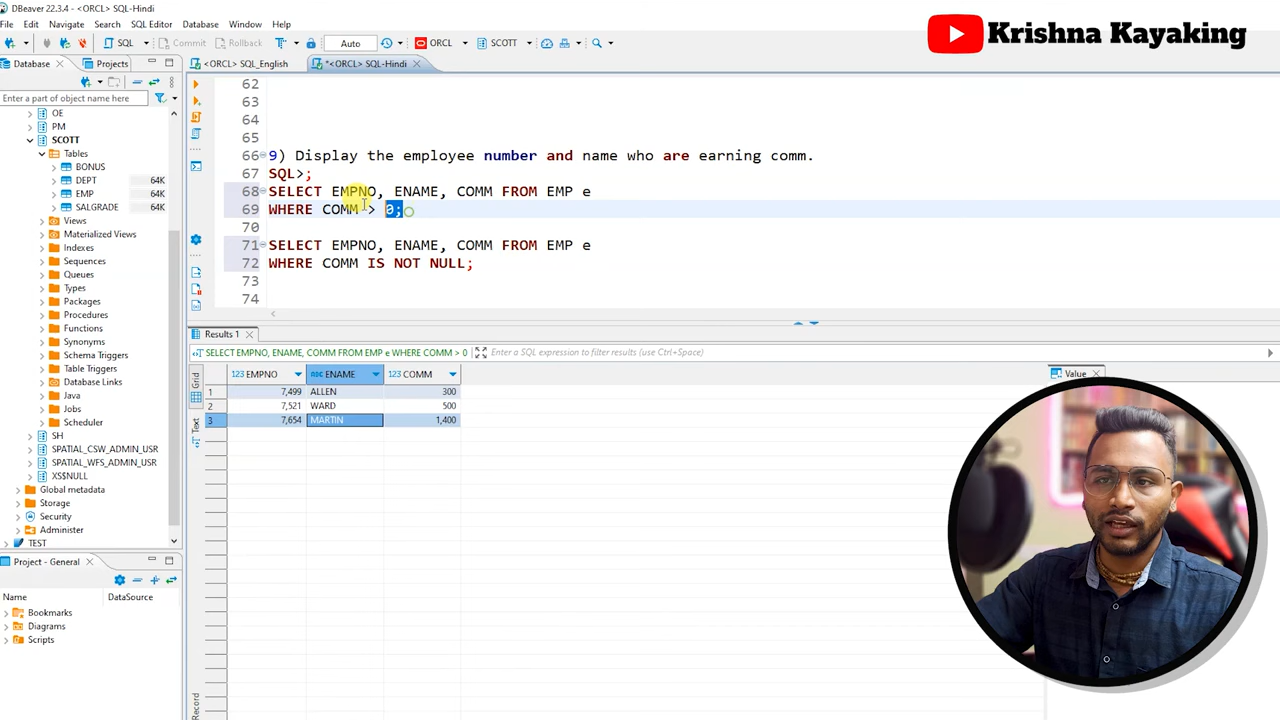 DBeaver 22.3.4 - <ORCL> SQL-Hindi
File Edit Navigate Search SQL Editor Database Window Help
SQL Commit Rollback Auto ORCL SCOTT
Krishna Kayaking
Database Projects
<ORCL> SQL_English *<ORCL> SQL-Hindi
Enter a part of object name here
OE
PM
SCOTT
Tables
BONUS
DEPT 64K
EMP 64K
SALGRADE 64K
Views
Materialized Views
Indexes
Sequences
Queues
Types
Packages
Procedures
Functions
Synonyms
Schema Triggers
Table Triggers
Database Links
Java
Jobs
Scheduler
SH
SPATIAL_CSW_ADMIN_USR
SPATIAL_WFS_ADMIN_USR
XS$NULL
Global metadata
Storage
Security
Administer
TEST
Project - General
Name DataSource
Bookmarks
Diagrams
Scripts
62
63
64
65
66 9) Display the employee number and name who are earning comm.
67 SQL>;
68 SELECT EMPNO, ENAME, COMM FROM EMP e
69 WHERE COMM > 0;
70
71 SELECT EMPNO, ENAME, COMM FROM EMP e
72 WHERE COMM IS NOT NULL;
73
74
Results 1
SELECT EMPNO, ENAME, COMM FROM EMP e WHERE COMM > 0 Enter a SQL expression to filter results (use Ctrl+Space)
Grid
Text
Record
123 EMPNO ABC ENAME 123 COMM
1 7,499 ALLEN 300
2 7,521 WARD 500
3 7,654 MARTIN 1,400
Value